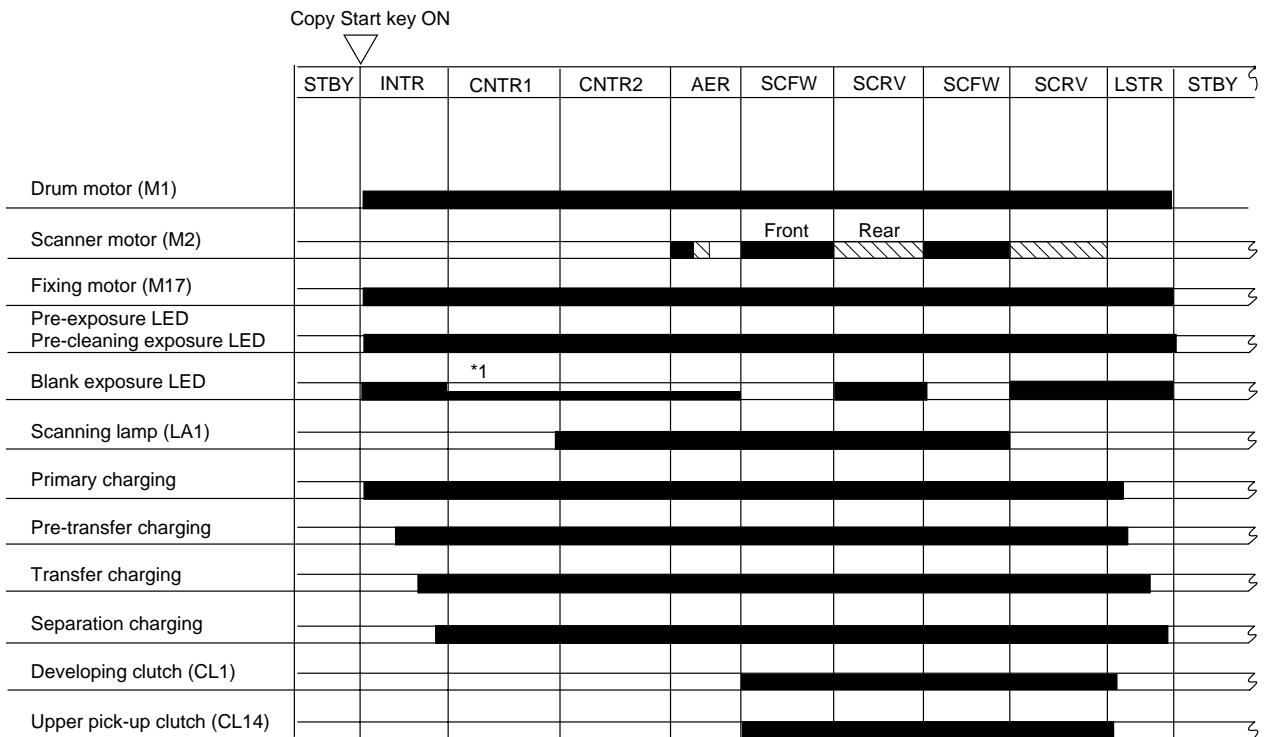 Copy Start key ON
STBY INTR CNTR1 CNTR2 AER SCFW SCRV SCFW SCRV LSTR STBY
Drum motor (M1)
Scanner motor (M2) Front Rear
Fixing motor (M17)
Pre-exposure LED
Pre-cleaning exposure LED
Blank exposure LED *1
Scanning lamp (LA1)
Primary charging
Pre-transfer charging
Transfer charging
Separation charging
Developing clutch (CL1)
Upper pick-up clutch (CL14)